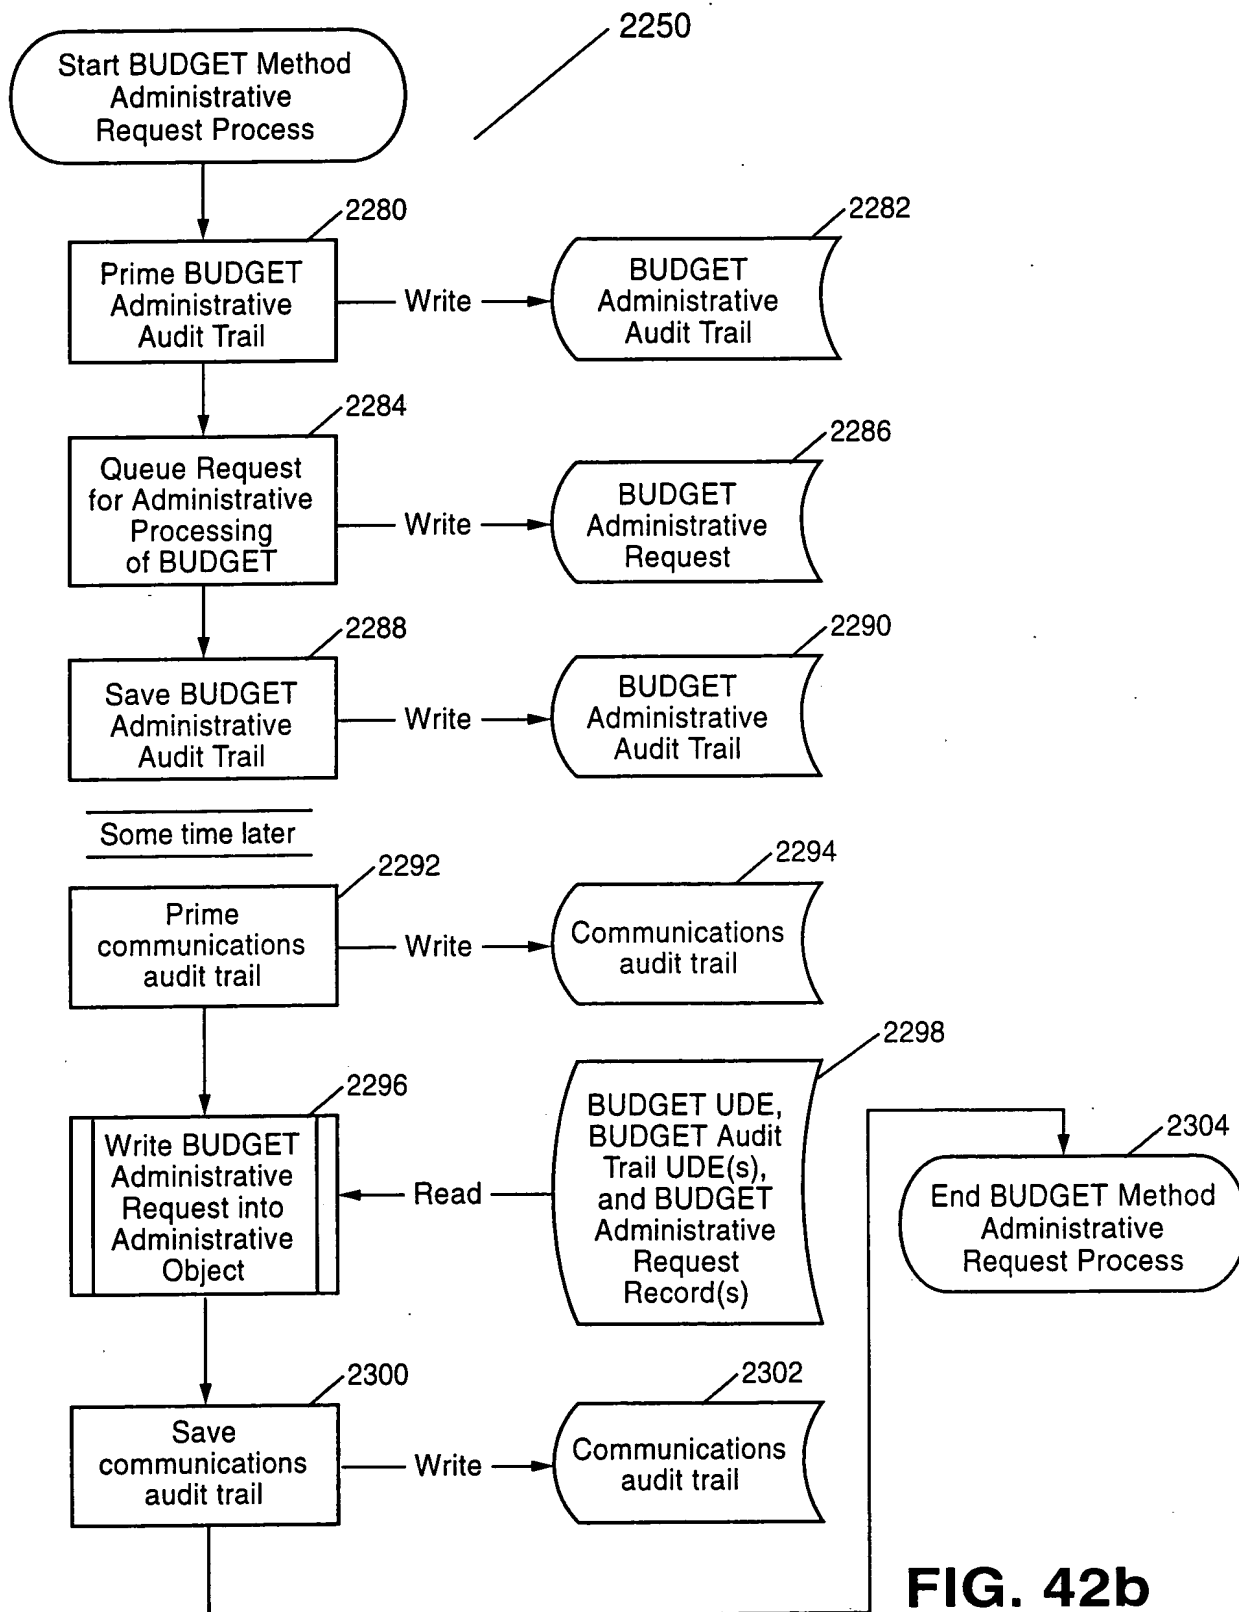 2250
Start BUDGET Method
Administrative
Request Process
2280
Prime BUDGET
Administrative
Audit Trail
Write
2282
BUDGET
Administrative
Audit Trail
2284
Queue Request
for Administrative
Processing
of BUDGET
Write
2286
BUDGET
Administrative
Request
2288
Save BUDGET
Administrative
Audit Trail
Write
2290
BUDGET
Administrative
Audit Trail
Some time later
2292
Prime
communications
audit trail
Write
2294
Communications
audit trail
2296
Write BUDGET
Administrative
Request into
Administrative
Object
Read
2298
BUDGET UDE,
BUDGET Audit
Trail UDE(s),
and BUDGET
Administrative
Request
Record(s)
2300
Save
communications
audit trail
Write
2302
Communications
audit trail
2304
End BUDGET Method
Administrative
Request Process
FIG. 42b